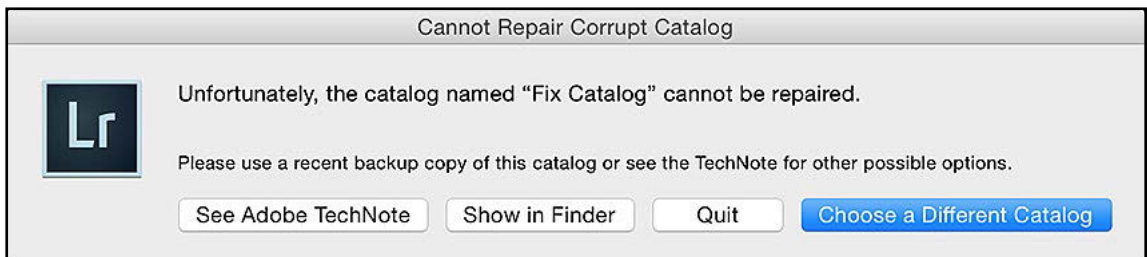 Cannot Repair Corrupt Catalog
Lr
Unfortunately, the catalog named “Fix Catalog” cannot be repaired.
Please use a recent backup copy of this catalog or see the TechNote for other possible options.
See Adobe TechNote
Show in Finder
Quit
Choose a Different Catalog